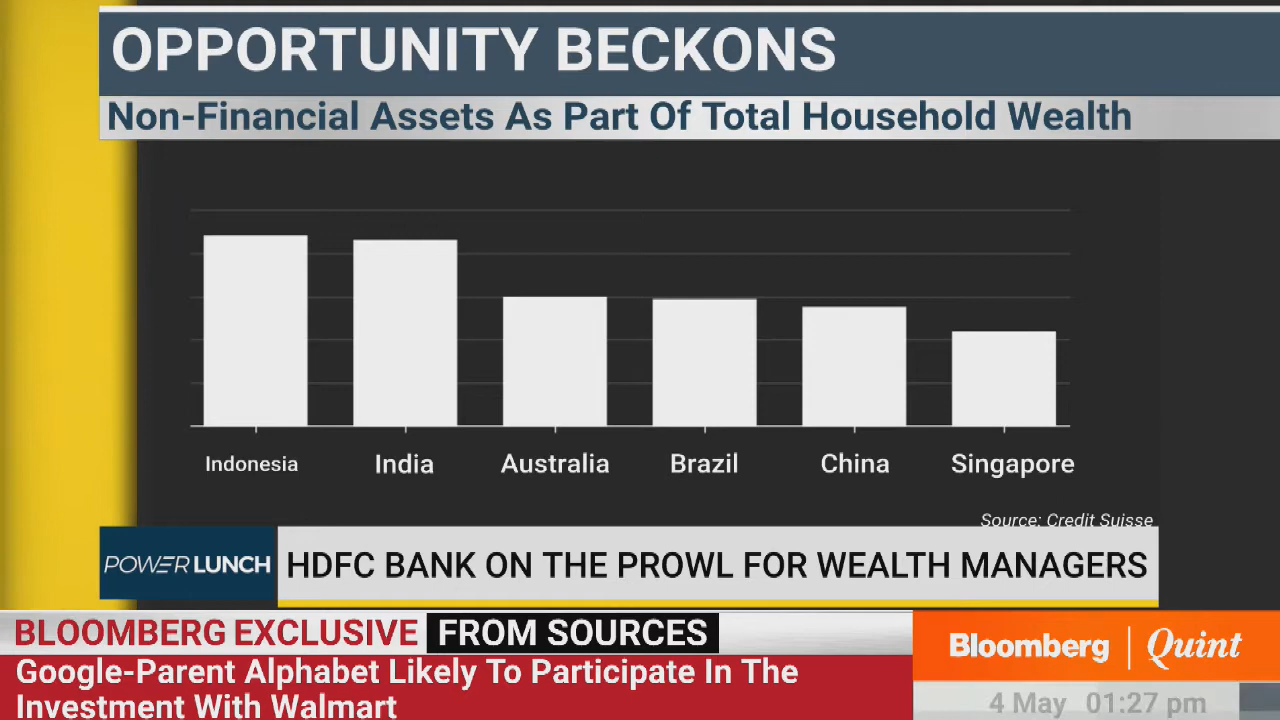 OPPORTUNITY BECKONS
Non-Financial Assets As Part Of Total Household Wealth
Indonesia India Australia Brazil China Singapore
Source: Credit Suisse
POWER LUNCH HDFC BANK ON THE PROWL FOR WEALTH MANAGERS
BLOOMBERG EXCLUSIVE FROM SOURCES
Google-Parent Alphabet Likely To Participate In The
Investment With Walmart
Bloomberg | Quint
4 May 01:27 pm